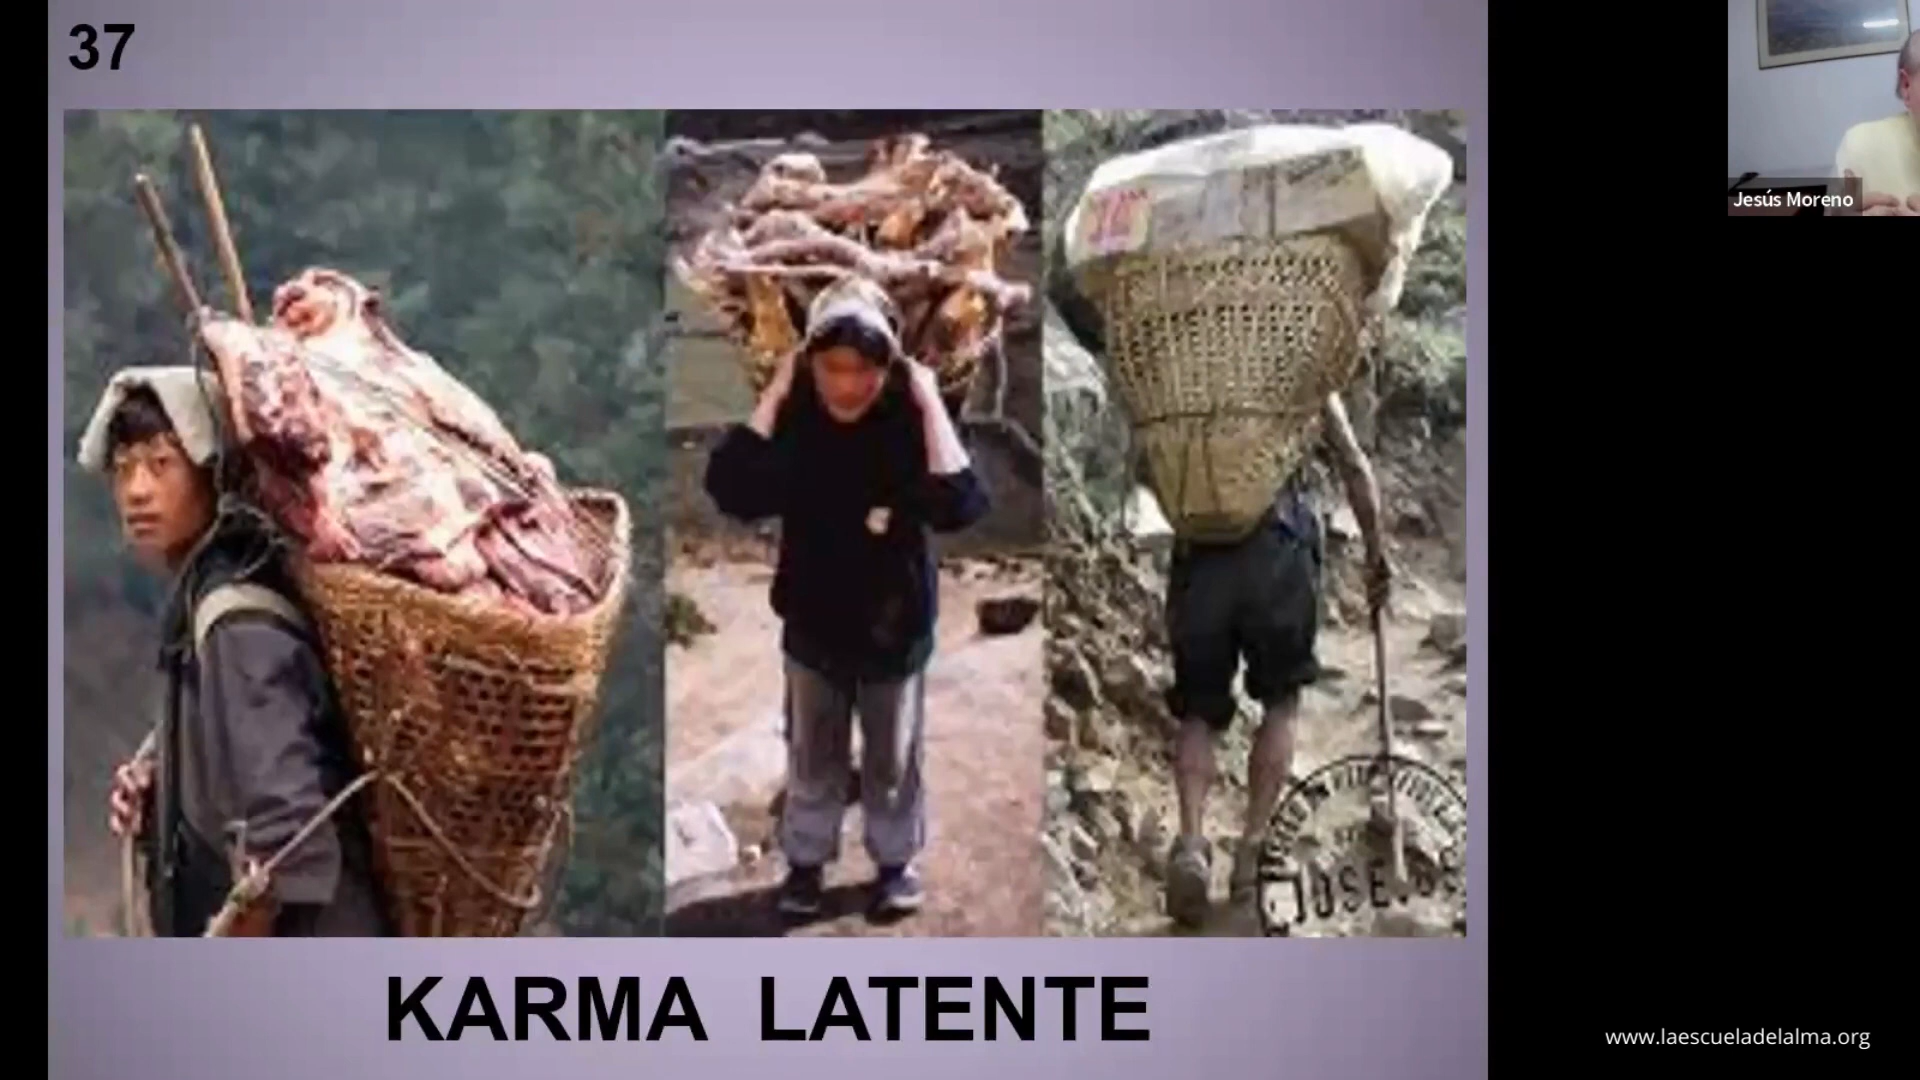 37
Jesús Moreno
KARMA LATENTE
www.laescueladelalma.org